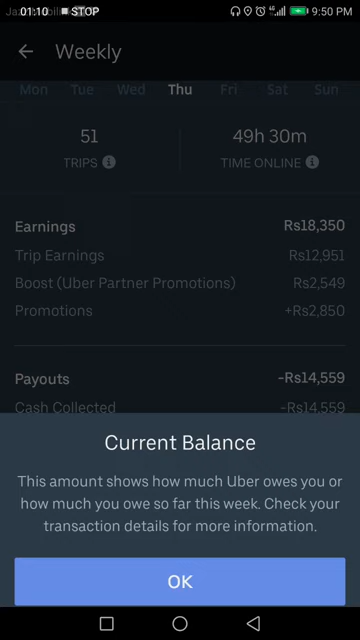 01:10 STOP 9:50 PM
Weekly
Mon Tue Wed Thu Fri Sat Sun
51 49h 30m
TRIPS TIME ONLINE
Earnings Rs18,350
Trip Earnings Rs12,951
Boost (Uber Partner Promotions) Rs2,549
Promotions +Rs2,850
Payouts -Rs14,559
Cash Collected -Rs14,559
Current Balance
This amount shows how much Uber owes you or
how much you owe so far this week. Check your
transaction details for more information.
OK